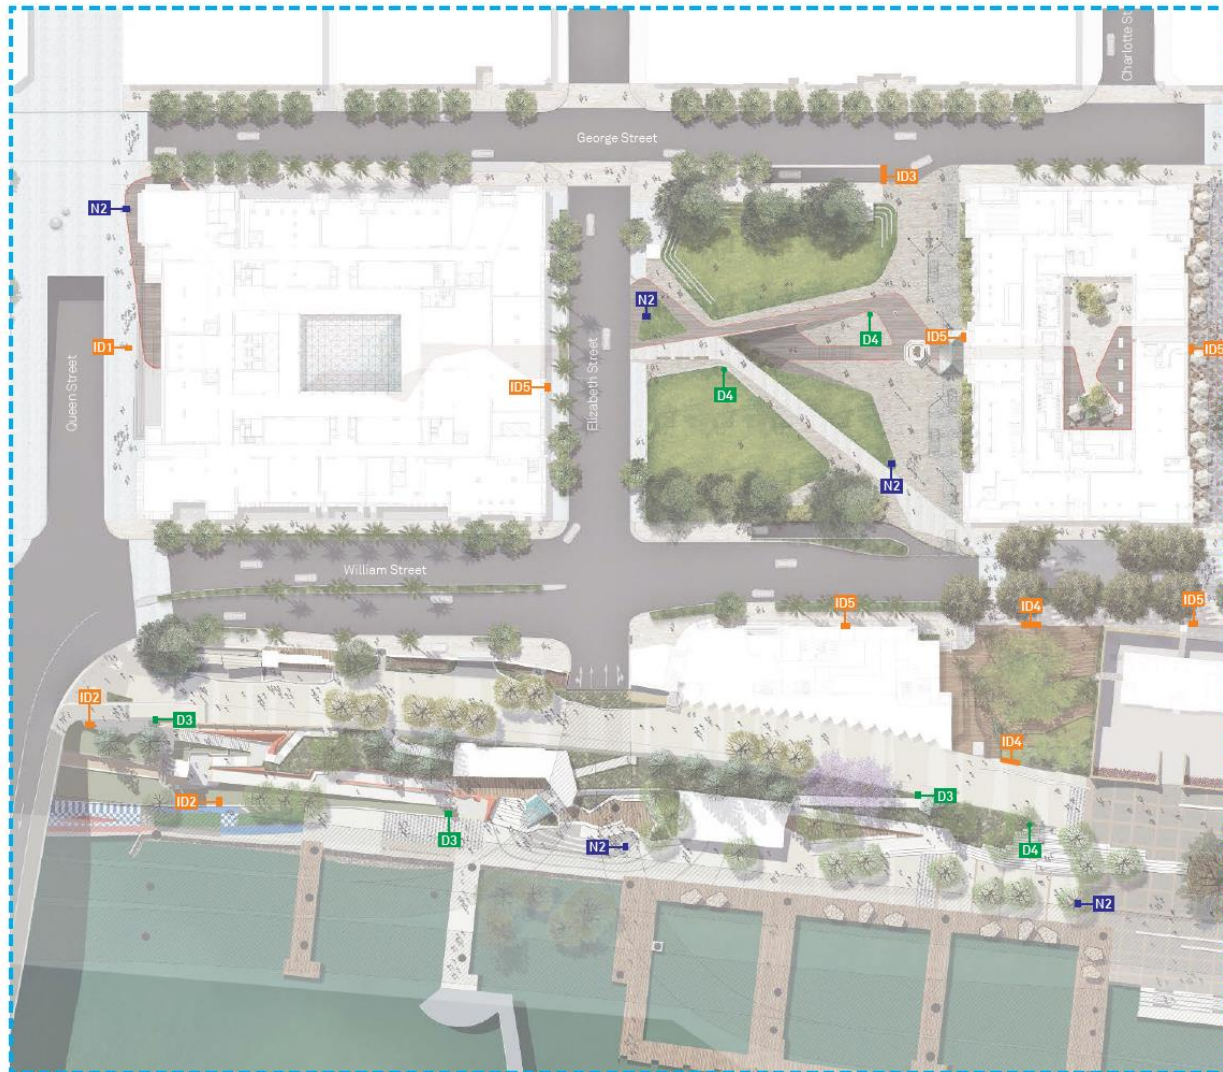 Charlotte St
George Street
ID3
N2
N2
D4
ID5
ID1
ID5
ID5
D4
Queen Street
Elizabeth Street
N2
William Street
ID5
ID4
ID5
ID2
D3
ID4
ID2
D3
D3
N2
D4
N2